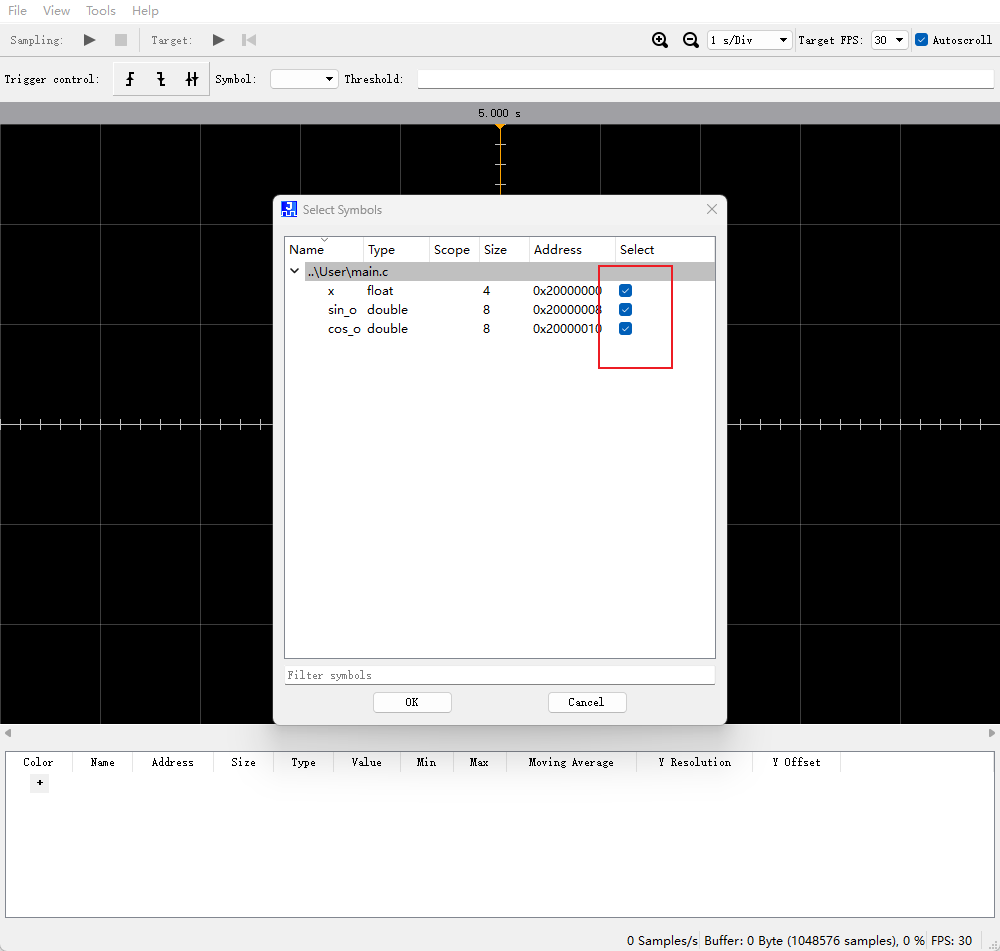 File View Tools Help
Sampling: Target: 1 s/Div Target FPS: 30 Autoscroll
Trigger control: Symbol: Threshold:
5.000 s
Select Symbols
Name Type Scope Size Address Select
..\User\main.c
x float 4 0x20000000
sin_o double 8 0x20000008
cos_o double 8 0x20000010
Filter symbols
OK Cancel
Color Name Address Size Type Value Min Max Moving Average Y Resolution Y Offset
+
0 Samples/s Buffer: 0 Byte (1048576 samples), 0 % FPS: 30